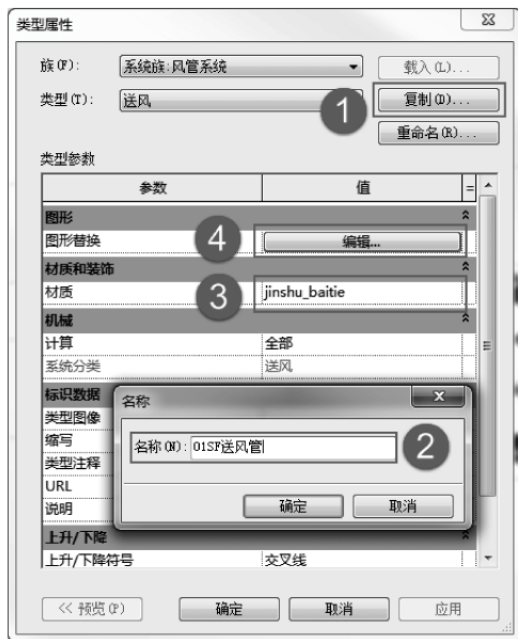 类型属性
族(F): 系统族:风管系统 载入(L)...
类型(T): 送风 1 复制(D)...
重命名(R)...
类型参数
参数 值 =
图形
图形替换 4 编辑...
材质和装饰
材质 3 jinshu_baitie
机械
计算 全部
系统分类 送风
标识数据
名称
类型图像
名称(N): 01SF送风管 2
缩写
类型注释
URL
说明 确定 取消
上升/下降
上升/下降符号 交叉线
<< 预览(P) 确定 取消 应用